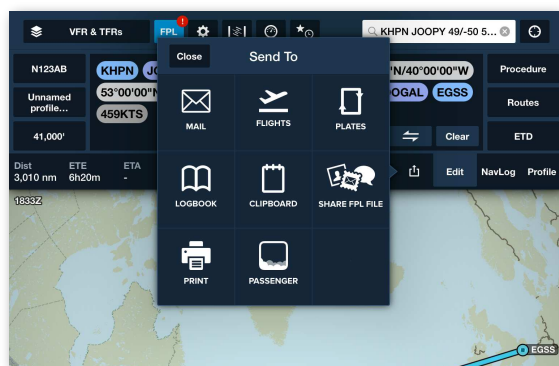 VFR & TFRs
FPL
!
KHPN JOOPY 49/-50 5...
Close
Send To
N123AB
KHPN
'N/40°00'00"W
Procedure
Unnamed
profile...
53°00'00"N
OGAL
EGSS
Routes
459KTS
MAIL
FLIGHTS
PLATES
41,000'
Clear
ETD
Dist
ETE
ETA
3,010 nm
6h20m
-
Edit
NavLog
Profile
LOGBOOK
CLIPBOARD
SHARE FPL FILE
1833Z
PRINT
PASSENGER
EGSS